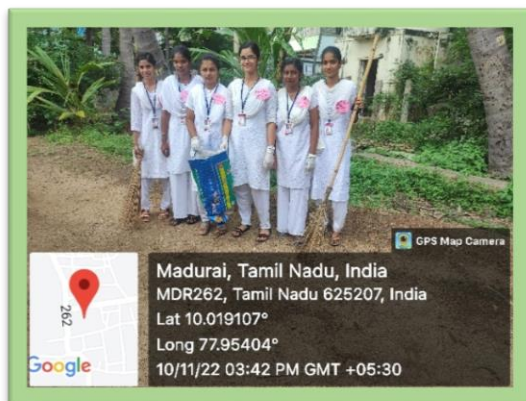 GPS Map Camera
Madurai, Tamil Nadu, India
MDR262, Tamil Nadu 625207, India
Lat 10.019107°
Long 77.95404°
10/11/22 03:42 PM GMT +05:30
262
Google